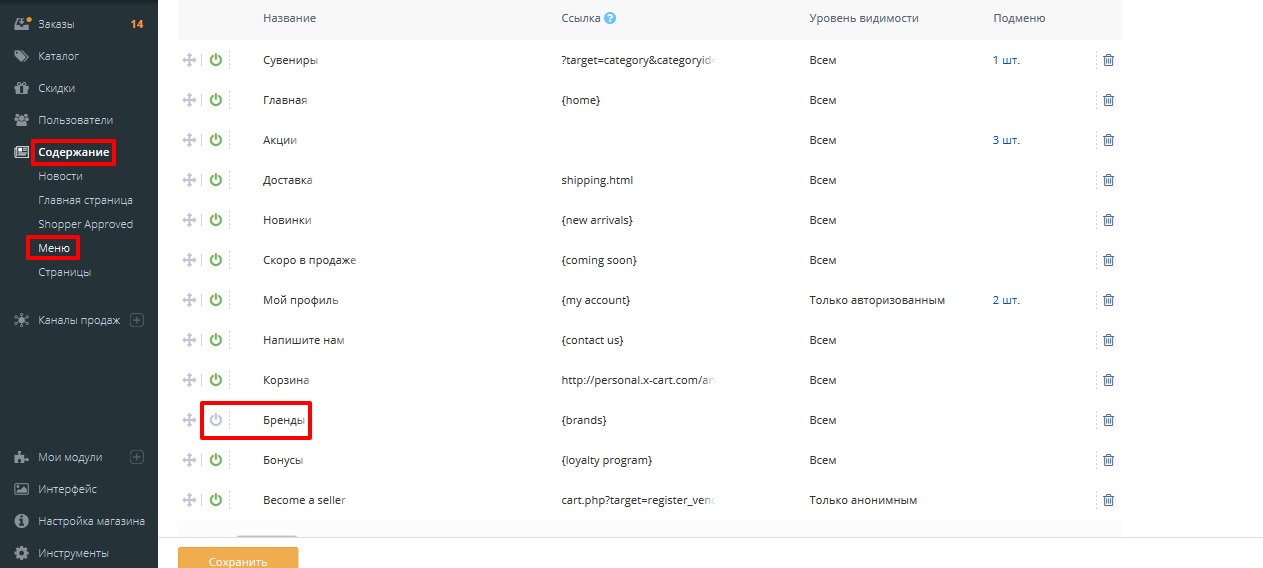 Заказы 14
Каталог
Скидки
Пользователи
Содержание
Новости
Главная страница
Shopper Approved
Меню
Страницы
Каналы продаж
Мои модули
Интерфейс
Настройка магазина
Инструменты
Название Ссылка ? Уровень видимости Подменю
Сувениры ?target=category&categoryid= Всем 1 шт.
Главная {home} Всем
Акции Всем 3 шт.
Доставка shipping.html Всем
Новинки {new arrivals} Всем
Скоро в продаже {coming soon} Всем
Мой профиль {my account} Только авторизованным 2 шт.
Напишите нам {contact us} Всем
Корзина http://personal.x-cart.com/an Всем
Бренды {brands} Всем
Бонусы {loyalty program} Всем
Become a seller cart.php?target=register_vend Только анонимным
Сохранить